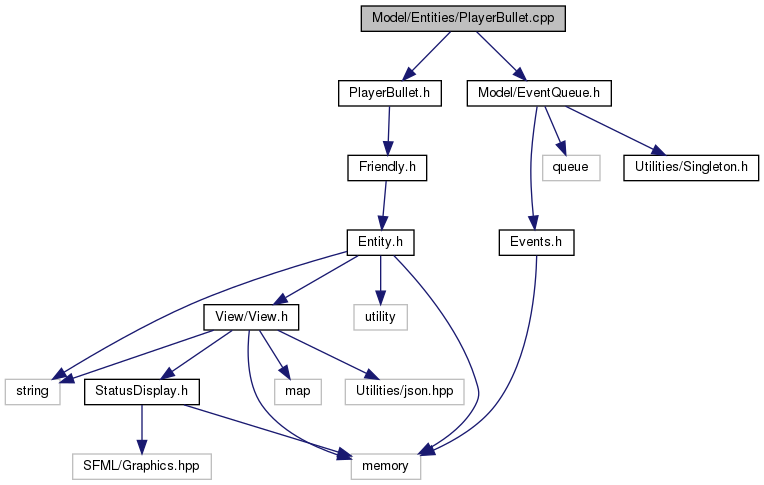 Model/Entities/PlayerBullet.cpp
PlayerBullet.h
Model/EventQueue.h
Friendly.h
queue
Utilities/Singleton.h
Entity.h
Events.h
View/View.h
utility
string
StatusDisplay.h
map
Utilities/json.hpp
SFML/Graphics.hpp
memory